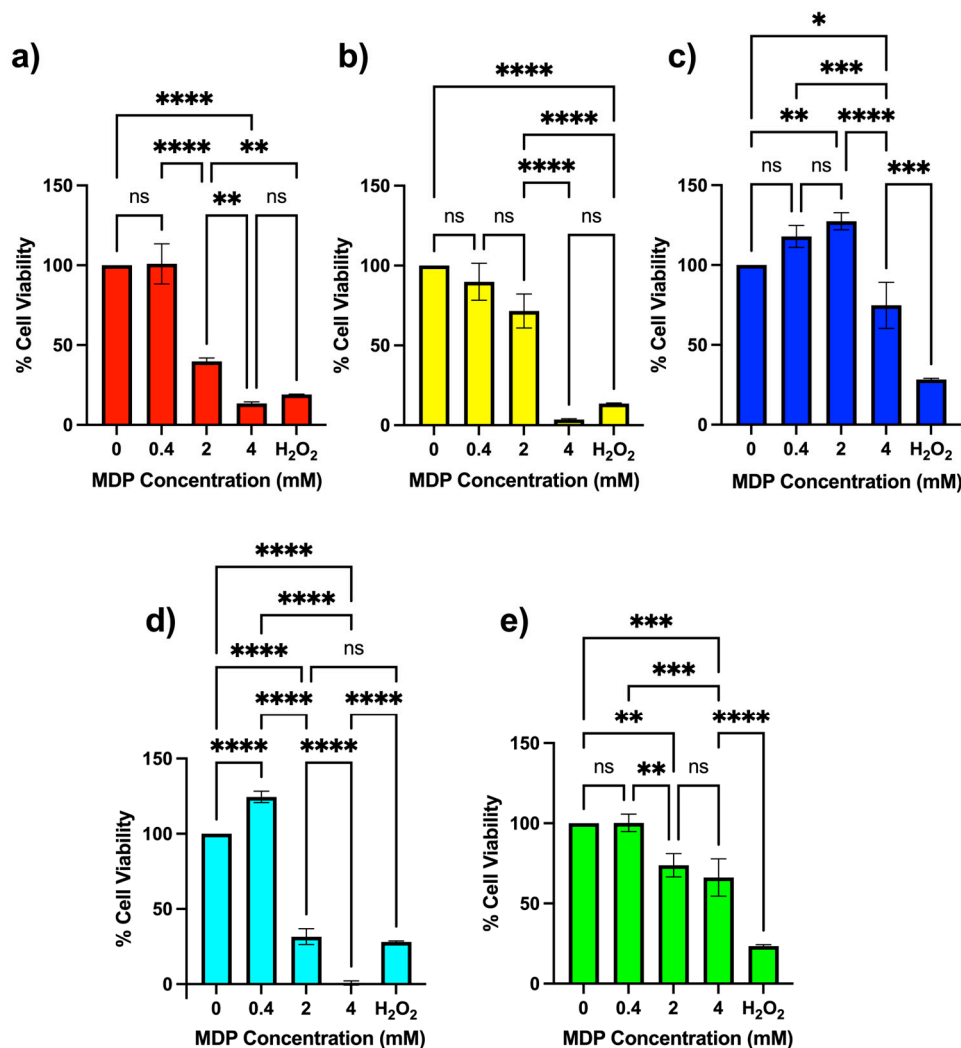 a)
****
**** **
ns ** ns
% Cell Viability
150
100
50
0
0 0.4 2 4 H₂O₂
MDP Concentration (mM)
b)
****
****
****
ns ns ns
% Cell Viability
150
100
50
0
0 0.4 2 4 H₂O₂
MDP Concentration (mM)
c)
*
***
** ****
ns ns ***
% Cell Viability
150
100
50
0
0 0.4 2 4 H₂O₂
MDP Concentration (mM)
d)
****
****
**** ns
**** ****
**** ****
% Cell Viability
150
100
50
0
0 0.4 2 4 H₂O₂
MDP Concentration (mM)
e)
***
***
** ****
ns ** ns
% Cell Viability
150
100
50
0
0 0.4 2 4 H₂O₂
MDP Concentration (mM)